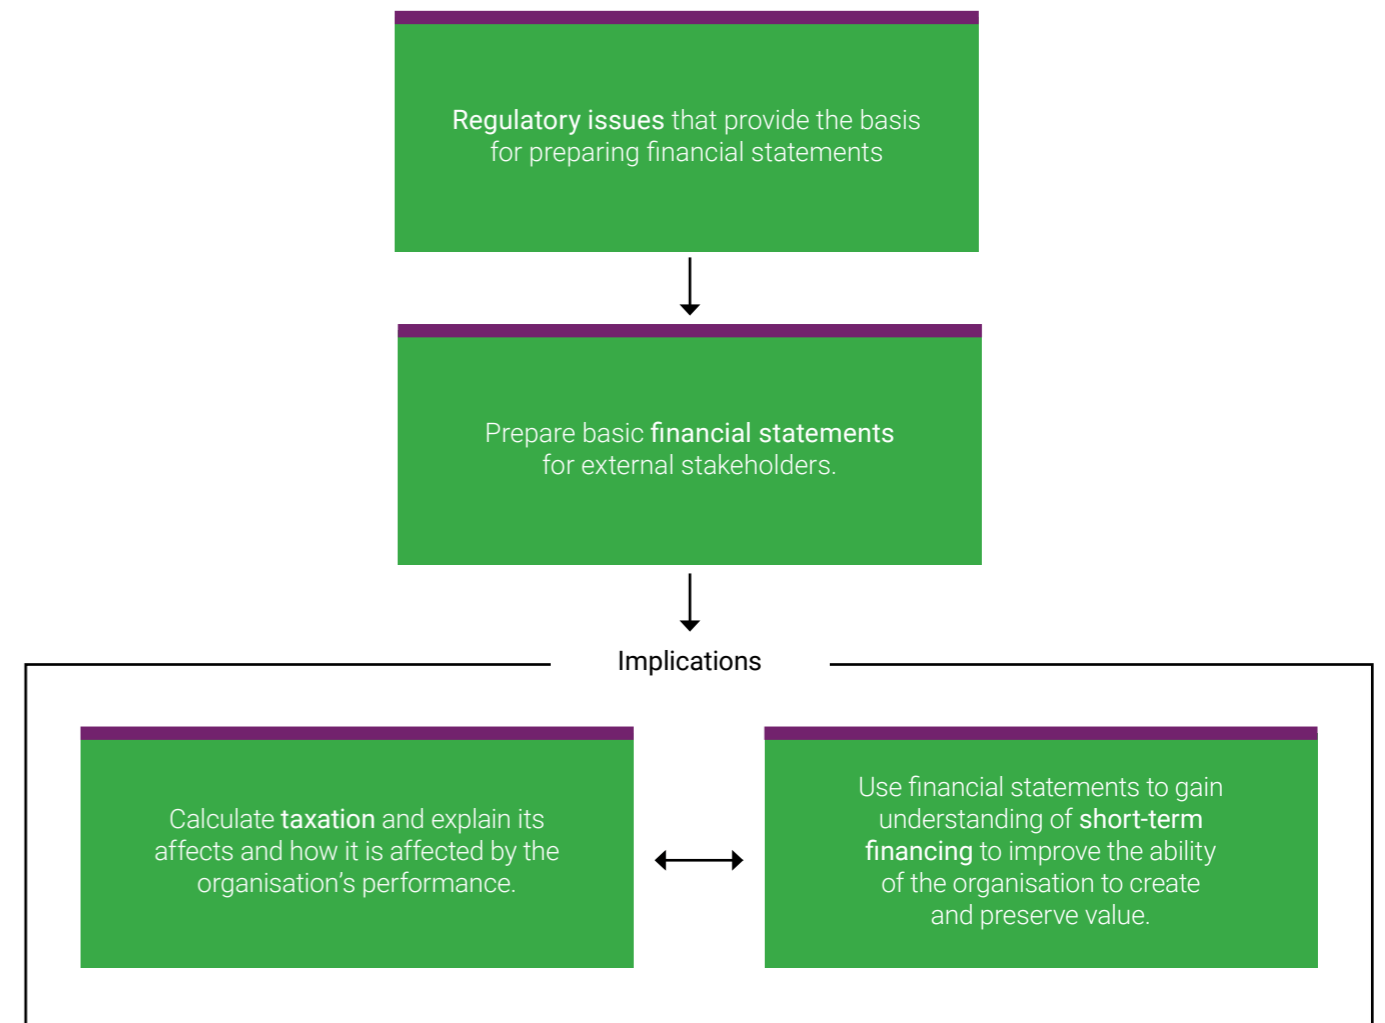 Regulatory issues that provide the basis
for preparing financial statements
Prepare basic financial statements
for external stakeholders.
Implications
Calculate taxation and explain its
affects and how it is affected by the
organisation's performance.
Use financial statements to gain
understanding of short-term
financing to improve the ability
of the organisation to create
and preserve value.